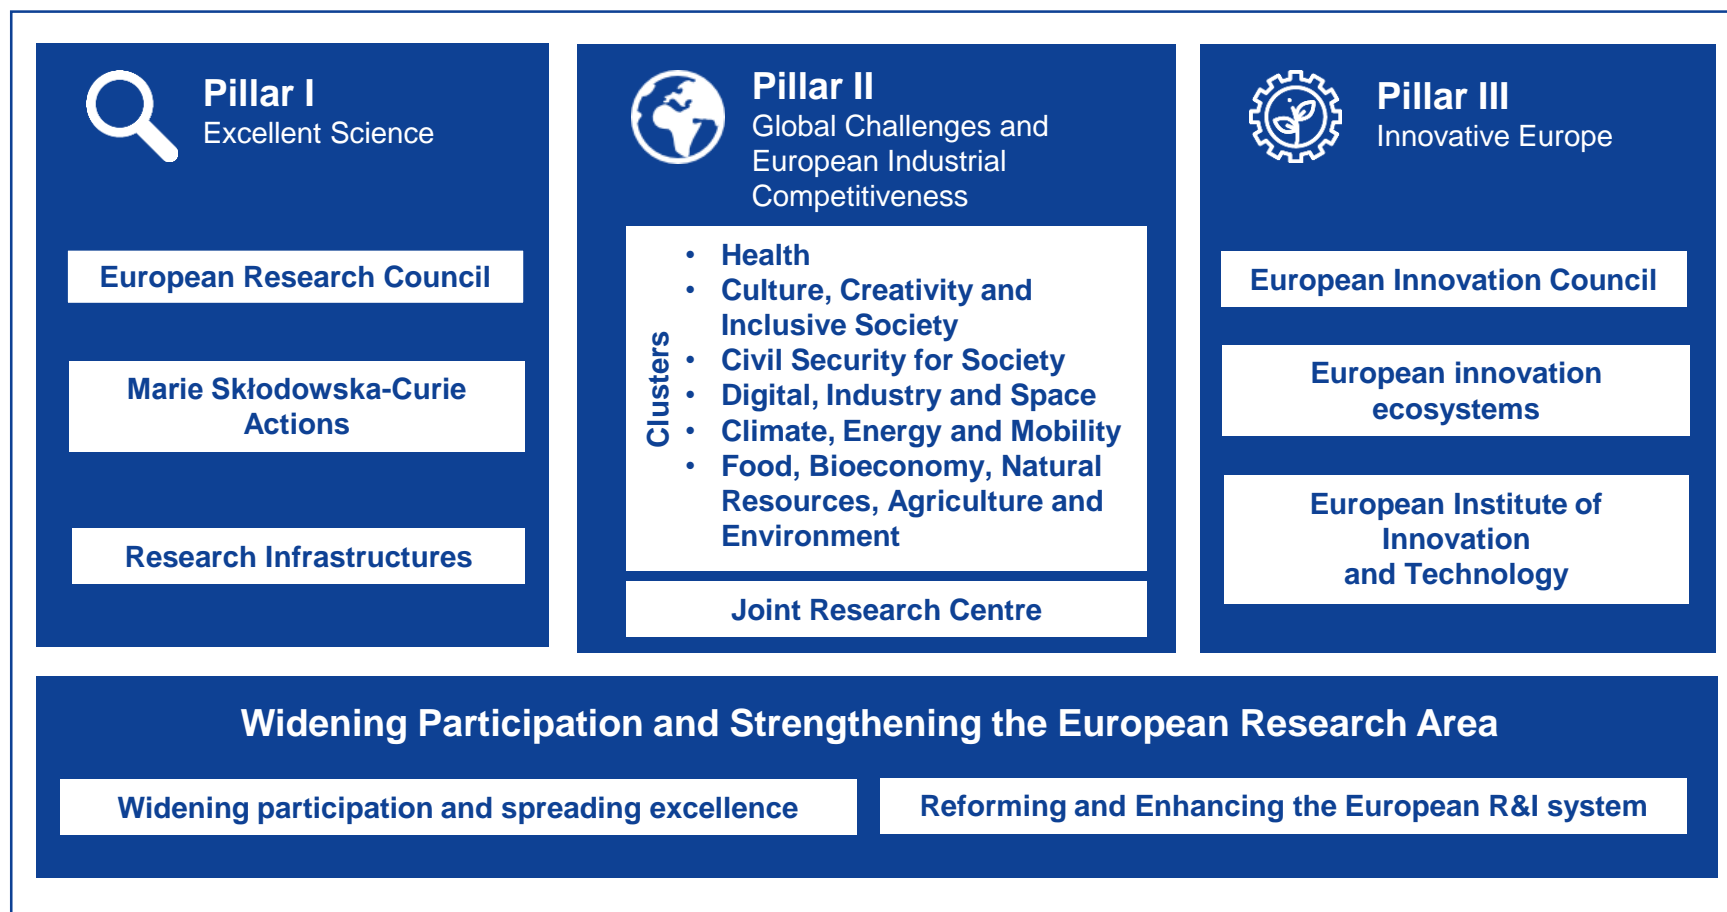 Pillar I
Excellent Science
European Research Council
Marie Skłodowska-Curie
Actions
Research Infrastructures
Pillar II
Global Challenges and
European Industrial
Competitiveness
Clusters
• Health
• Culture, Creativity and
Inclusive Society
• Civil Security for Society
• Digital, Industry and Space
• Climate, Energy and Mobility
• Food, Bioeconomy, Natural
Resources, Agriculture and
Environment
Joint Research Centre
Pillar III
Innovative Europe
European Innovation Council
European innovation
ecosystems
European Institute of
Innovation
and Technology
Widening Participation and Strengthening the European Research Area
Widening participation and spreading excellence
Reforming and Enhancing the European R&I system